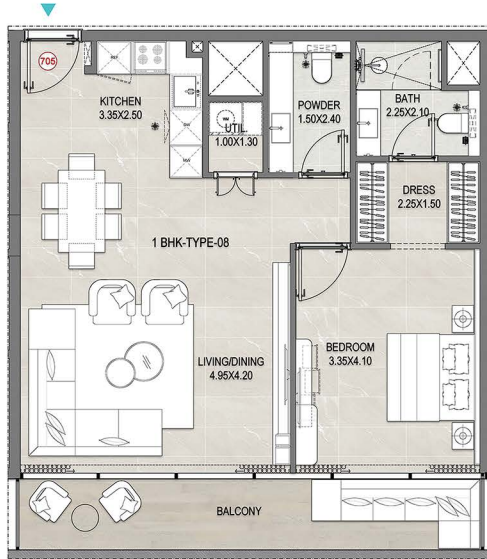 705
KITCHEN
3.35X2.50
UTIL.
1.00X1.30
POWDER
1.50X2.40
BATH
2.25X2.10
DRESS
2.25X1.50
1 BHK-TYPE-08
LIVING/DINING
4.95X4.20
BEDROOM
3.35X4.10
BALCONY